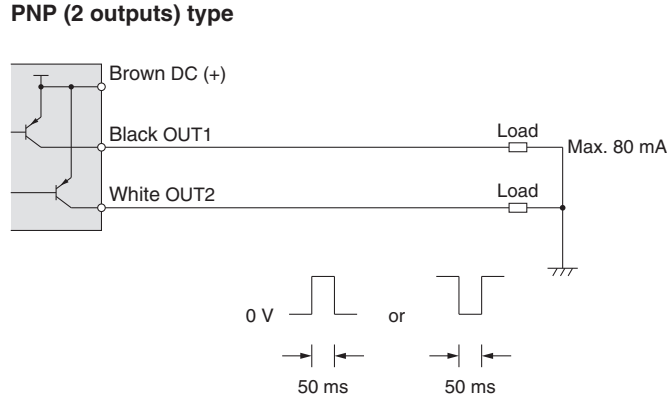 PNP (2 outputs) type
Brown DC (+)
Black OUT1
Load
Max. 80 mA
White OUT2
Load
0 V
or
50 ms
50 ms